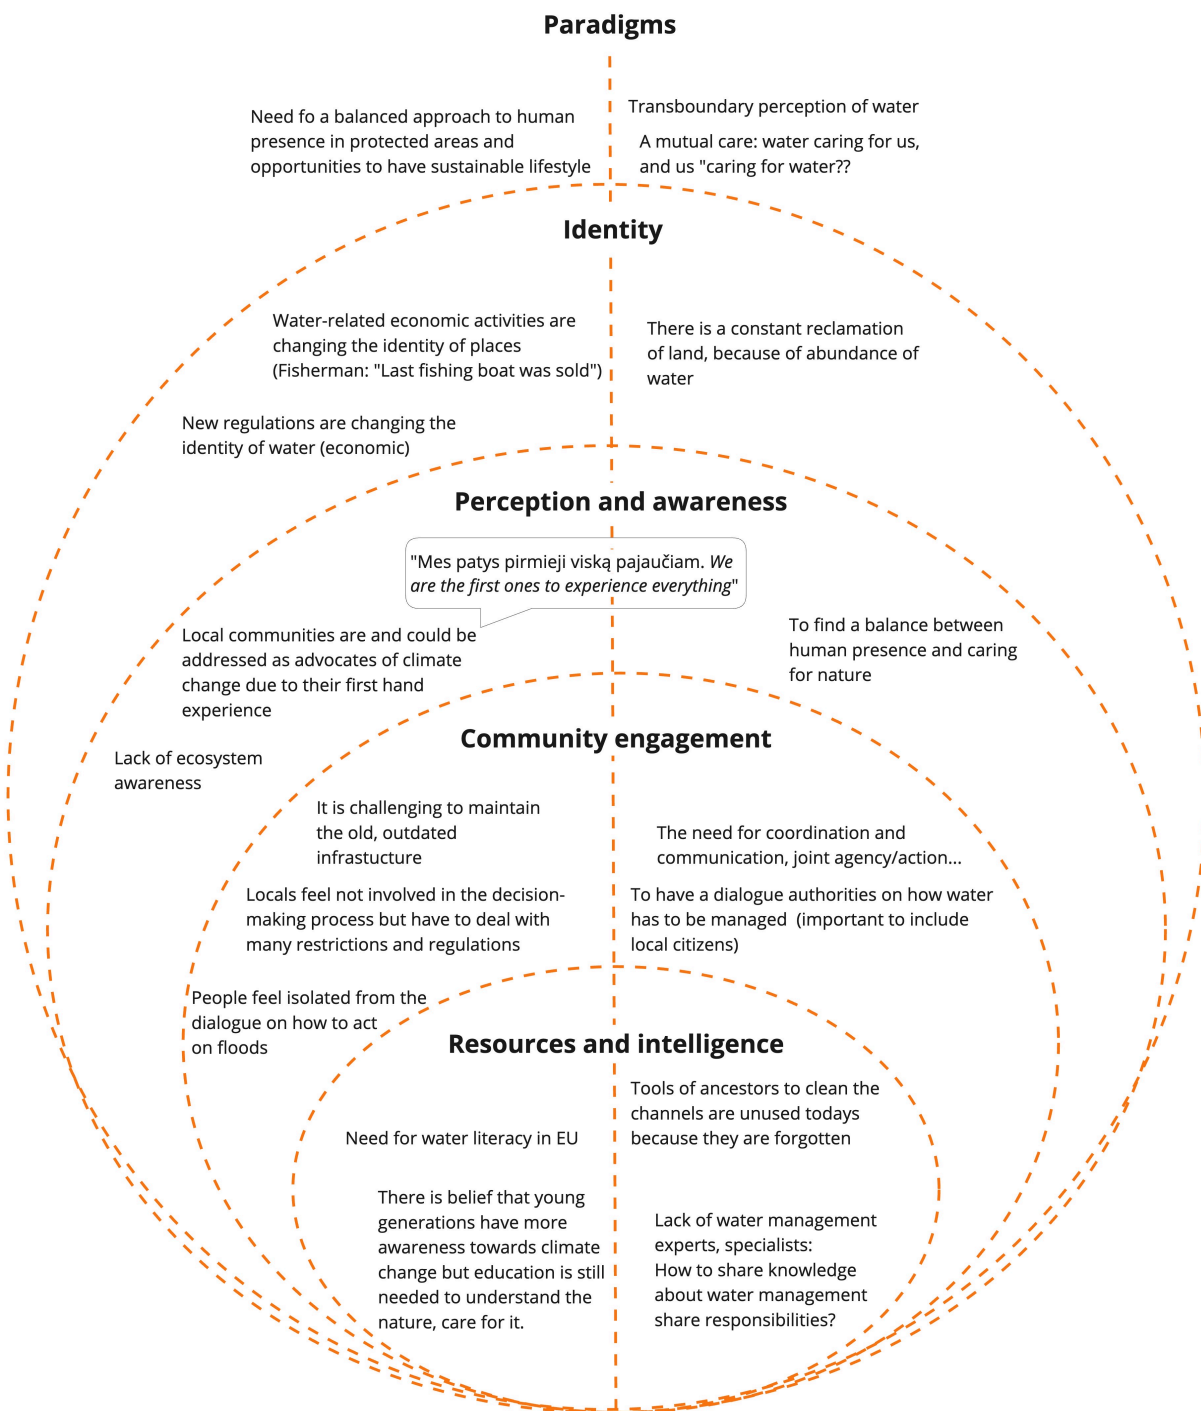 Paradigms
Need fo a balanced approach to human
presence in protected areas and
opportunities to have sustainable lifestyle
Transboundary perception of water
A mutual care: water caring for us,
and us "caring for water??
Identity
Water-related economic activities are
changing the identity of places
(Fisherman: "Last fishing boat was sold")
There is a constant reclamation
of land, because of abundance of
water
New regulations are changing the
identity of water (economic)
Perception and awareness
"Mes patys pirmieji viską pajaučiam. We
are the first ones to experience everything"
Local communities are and could be
addressed as advocates of climate
change due to their first hand
experience
To find a balance between
human presence and caring
for nature
Lack of ecosystem
awareness
Community engagement
It is challenging to maintain
the old, outdated
infrastucture
The need for coordination and
communication, joint agency/action...
Locals feel not involved in the decision-
making process but have to deal with
many restrictions and regulations
To have a dialogue authorities on how water
has to be managed  (important to include
local citizens)
People feel isolated from the
dialogue on how to act
on floods
Resources and intelligence
Need for water literacy in EU
Tools of ancestors to clean the
channels are unused todays
because they are forgotten
There is belief that young
generations have more
awareness towards climate
change but education is still
needed to understand the
nature, care for it.
Lack of water management
experts, specialists:
How to share knowledge
about water management
share responsibilities?